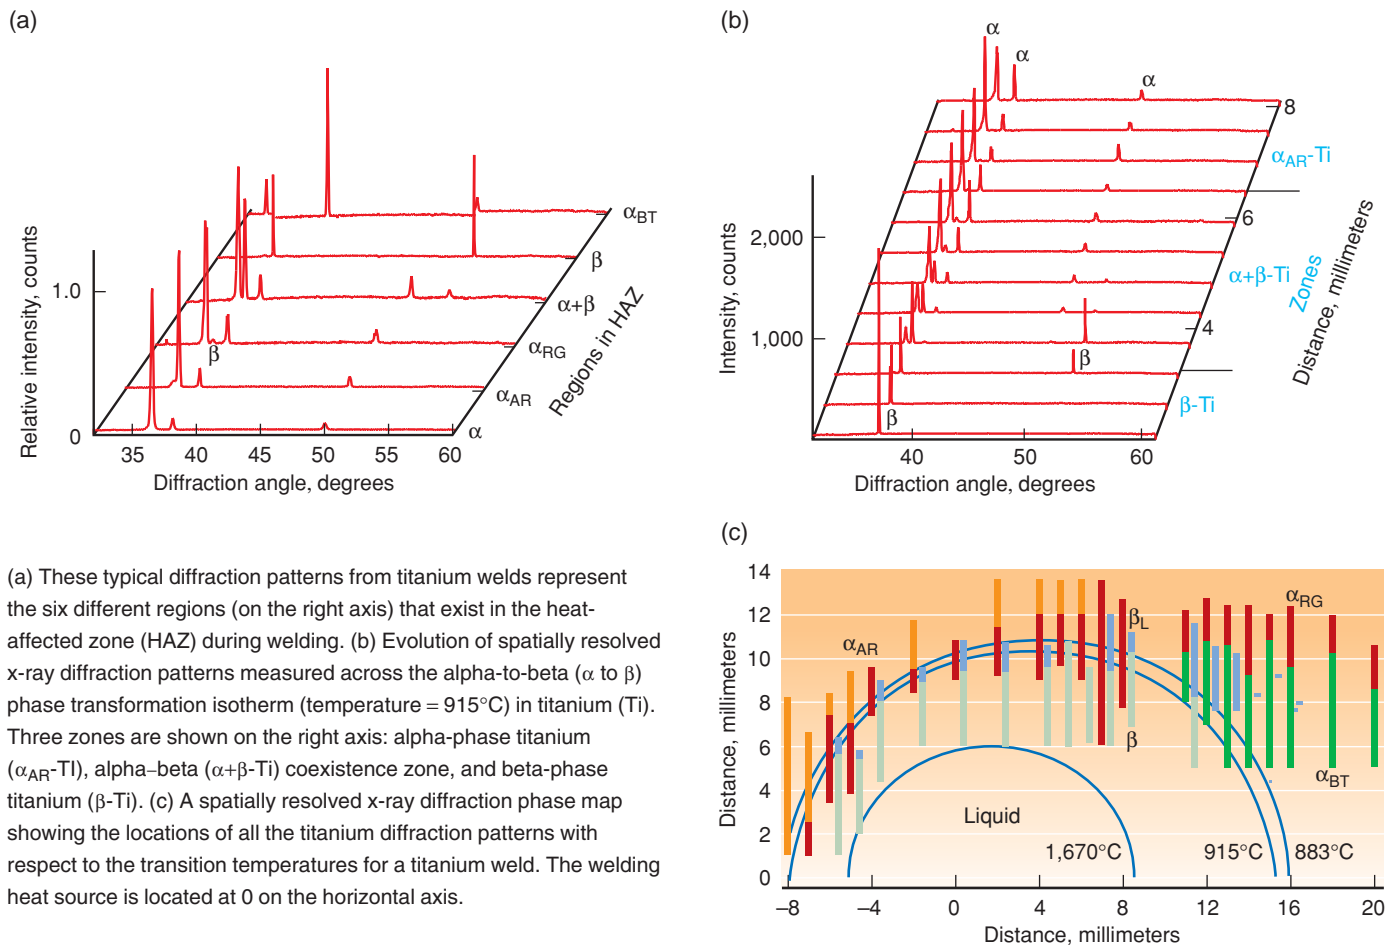 (a)
Relative intensity, counts
1.0
0
35
40
45
50
55
60
Diffraction angle, degrees
β
αBT
β
α+β
αRG
αAR
α
Regions in HAZ
(b)
Intensity, counts
2,000
1,000
0
40
50
60
Diffraction angle, degrees
α
α
α
β
β
8
αAR-Ti
6
α+β-Ti
4
β-Ti
Zones
Distance, millimeters
(a) These typical diffraction patterns from titanium welds represent
the six different regions (on the right axis) that exist in the heat-
affected zone (HAZ) during welding. (b) Evolution of spatially resolved
x-ray diffraction patterns measured across the alpha-to-beta (α to β)
phase transformation isotherm (temperature = 915°C) in titanium (Ti).
Three zones are shown on the right axis: alpha-phase titanium
(αAR-TI), alpha–beta (α+β-Ti) coexistence zone, and beta-phase
titanium (β-Ti). (c) A spatially resolved x-ray diffraction phase map
showing the locations of all the titanium diffraction patterns with
respect to the transition temperatures for a titanium weld. The welding
heat source is located at 0 on the horizontal axis.
(c)
Distance, millimeters
14
12
10
8
6
4
2
0
αAR
βL
αRG
β
αBT
Liquid
1,670°C
915°C
883°C
–8
–4
0
4
8
12
16
20
Distance, millimeters